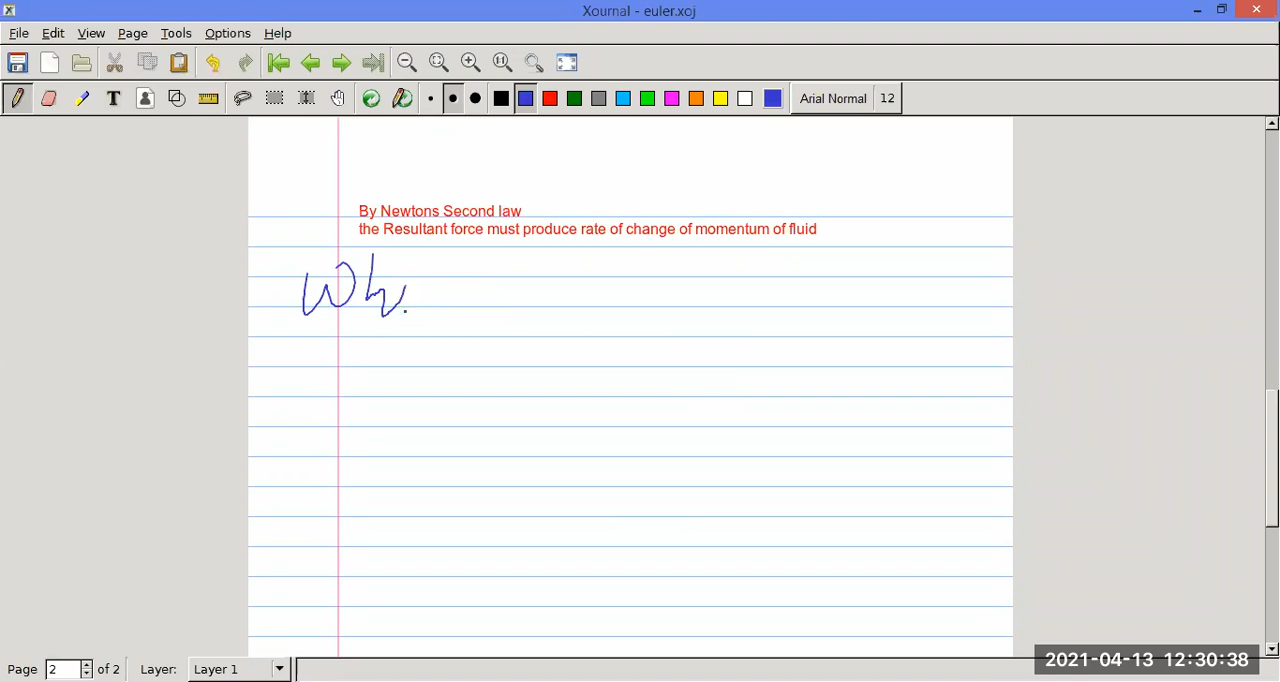 Xournal - euler.xoj
File Edit View Page Tools Options Help
Arial Normal 12
By Newtons Second law
the Resultant force must produce rate of change of momentum of fluid
Page 2 of 2 Layer: Layer 1
2021-04-13 12:30:38